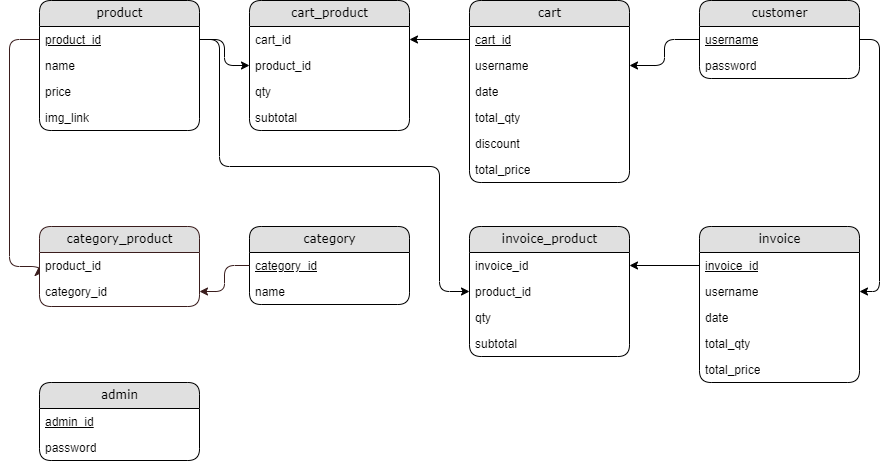 product
product_id
name
price
img_link
cart_product
cart_id
product_id
qty
subtotal
cart
cart_id
username
date
total_qty
discount
total_price
customer
username
password
category_product
product_id
category_id
category
category_id
name
invoice_product
invoice_id
product_id
qty
subtotal
invoice
invoice_id
username
date
total_qty
total_price
admin
admin_id
password